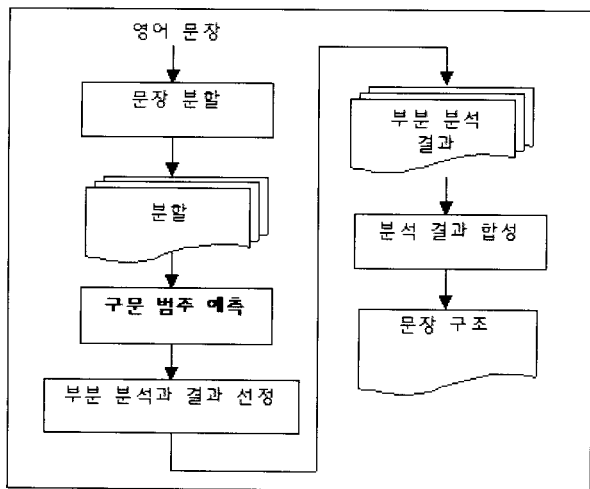 영어 문장
문장 분할
분할
구문 범주 예측
부분 분석과 결과 선정
부분 분석
결과
분석 결과 합성
문장 구조